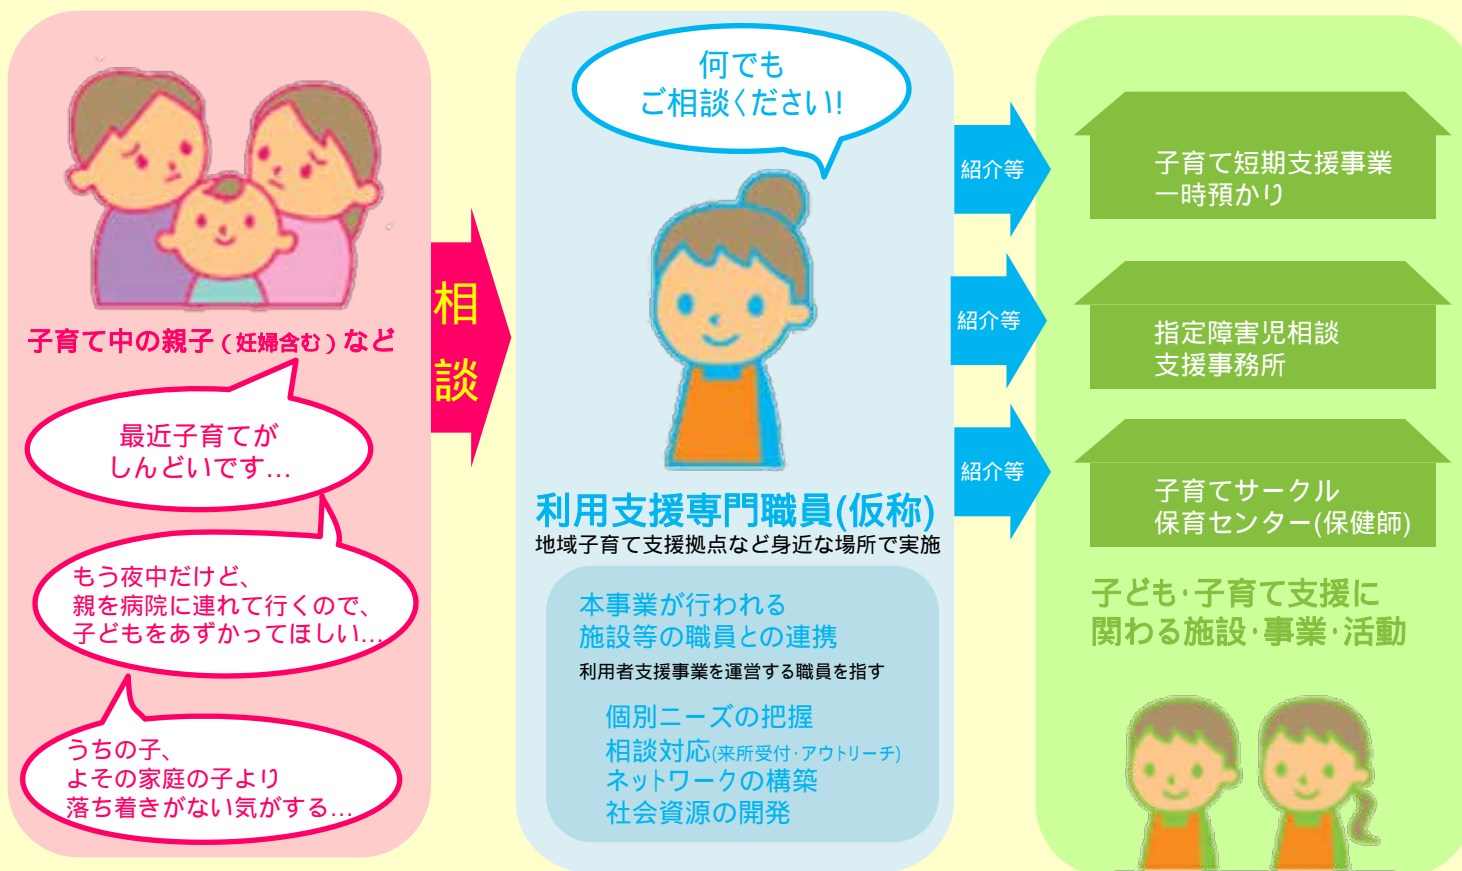 子育て中の親子（妊婦含む）など
最近子育てが
しんどいです…
もう夜中だけど、
親を病院に連れて行くので、
子どもをあずかってほしい…
うちの子、
よその家庭の子より
落ち着きがない気がする…
相
談
何でも
ご相談ください!
利用支援専門職員(仮称)
地域子育て支援拠点など身近な場所で実施
本事業が行われる
施設等の職員との連携
利用者支援事業を運営する職員を指す
個別ニーズの把握
相談対応(来所受付･アウトリーチ)
ネットワークの構築
社会資源の開発
紹介等
紹介等
紹介等
子育て短期支援事業
一時預かり
指定障害児相談
支援事務所
子育てサークル
保育センター(保健師)
子ども･子育て支援に
関わる施設･事業･活動